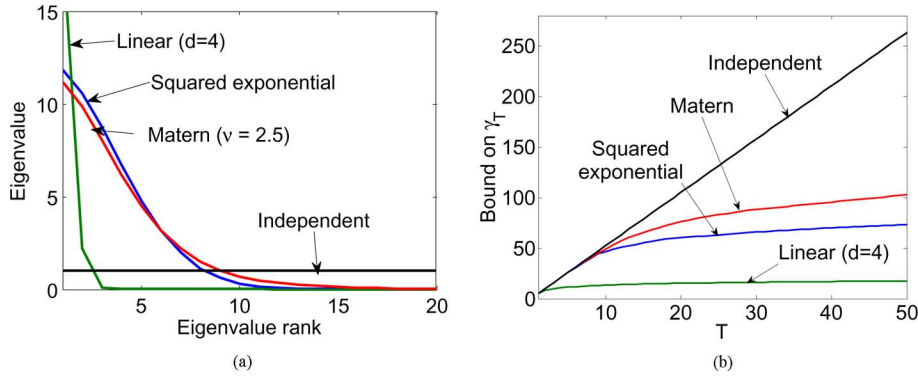 15
10
5
0
Eigenvalue
Linear (d=4)
Squared exponential
Matern (ν = 2.5)
Independent
5
10
15
20
Eigenvalue rank
(a)
250
200
150
100
50
0
Bound on γT
Independent
Matern
Squared
exponential
Linear (d=4)
10
20
30
40
50
T
(b)